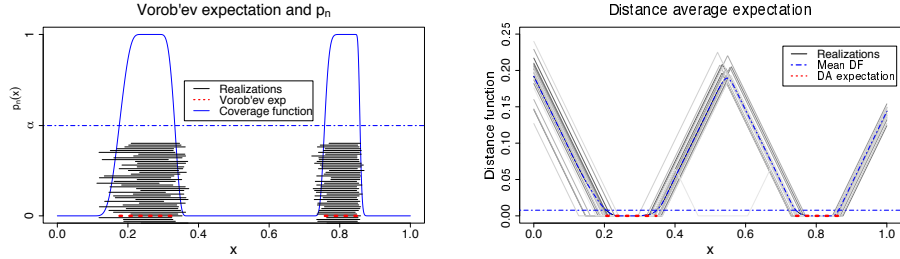 Vorob'ev expectation and pₙ
pₙ(x)
1
α
0
Realizations
Vorob'ev exp
Coverage function
0.0 0.2 0.4 0.6 0.8 1.0
x
Distance average expectation
Distance function
0.25
0.20
0.15
0.10
0.05
0.00
Realizations
Mean DF
DA expectation
0.0 0.2 0.4 0.6 0.8 1.0
x